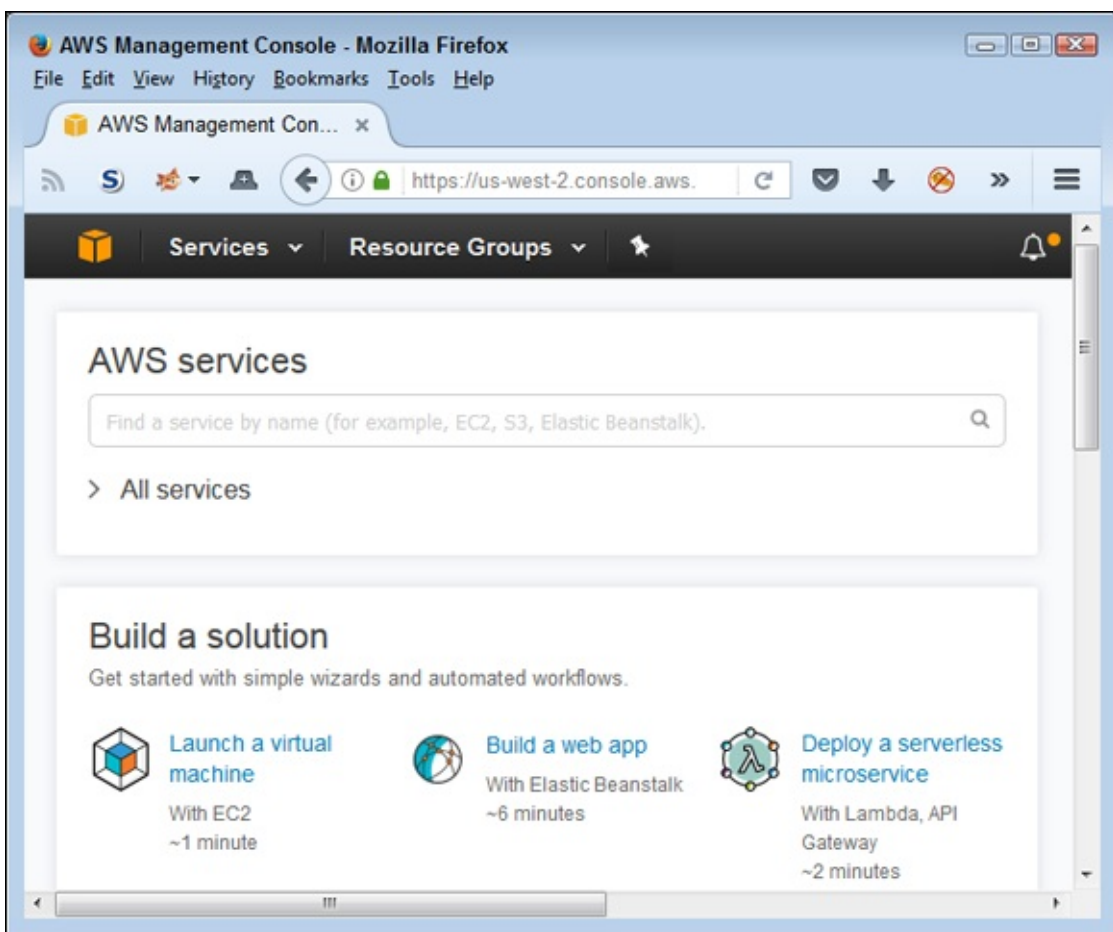 AWS Management Console - Mozilla Firefox
File Edit View History Bookmarks Tools Help
AWS Management Con...
https://us-west-2.console.aws.
Services Resource Groups
AWS services
Find a service by name (for example, EC2, S3, Elastic Beanstalk).
All services
Build a solution
Get started with simple wizards and automated workflows.
Launch a virtual
machine
With EC2
~1 minute
Build a web app
With Elastic Beanstalk
~6 minutes
Deploy a serverless
microservice
With Lambda, API
Gateway
~2 minutes